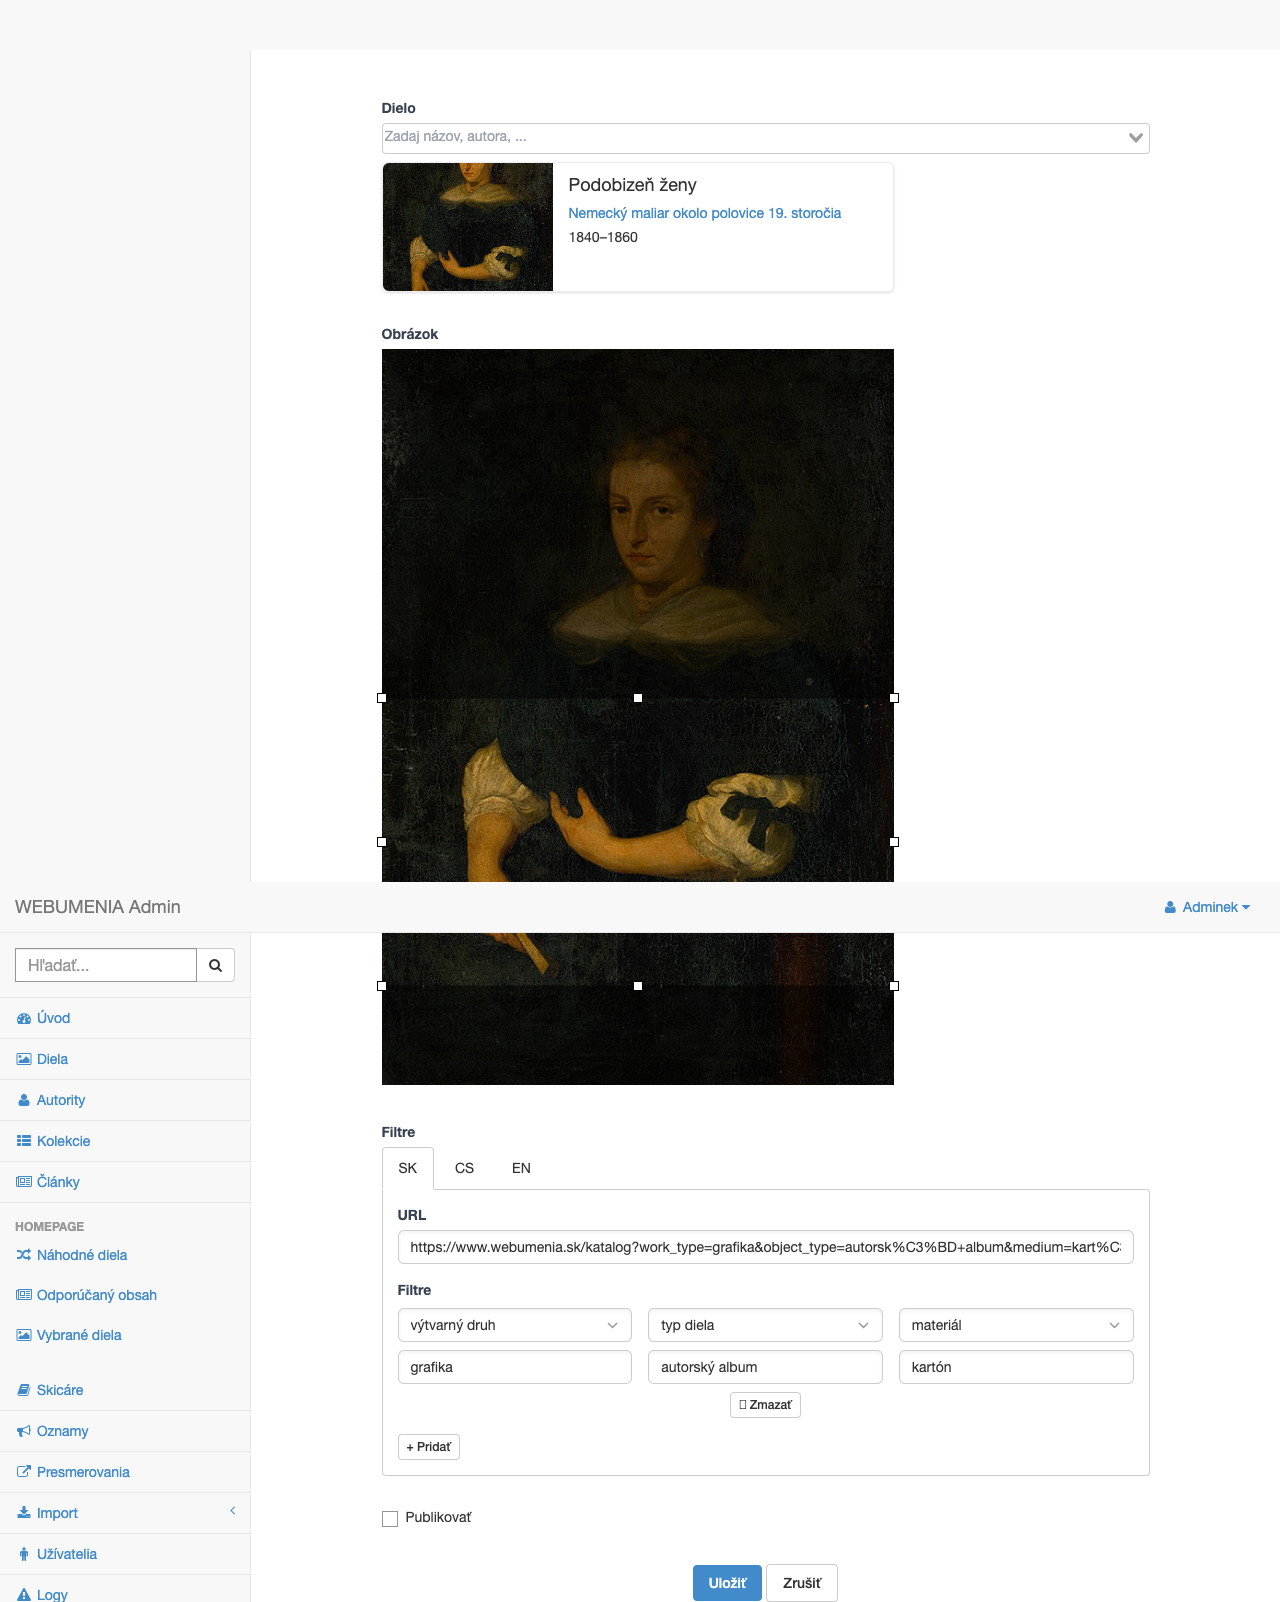 Dielo
Zadaj názov, autora, ...
Podobizeň ženy
Nemecký maliar okolo polovice 19. storočia
1840–1860
Obrázok
WEBUMENIA Admin
Adminek
Hľadať...
Úvod
Diela
Autority
Kolekcie
Články
HOMEPAGE
Náhodné diela
Odporúčaný obsah
Vybrané diela
Skicáre
Oznamy
Presmerovania
Import
Užívatelia
Logy
Filtre
SK CS EN
URL
https://www.webumenia.sk/katalog?work_type=grafika&object_type=autorsk%C3%BD+album&medium=kart%C
Filtre
výtvarný druh typ diela materiál
grafika autorský album kartón
Zmazať
+ Pridať
Publikovať
Uložiť Zrušiť